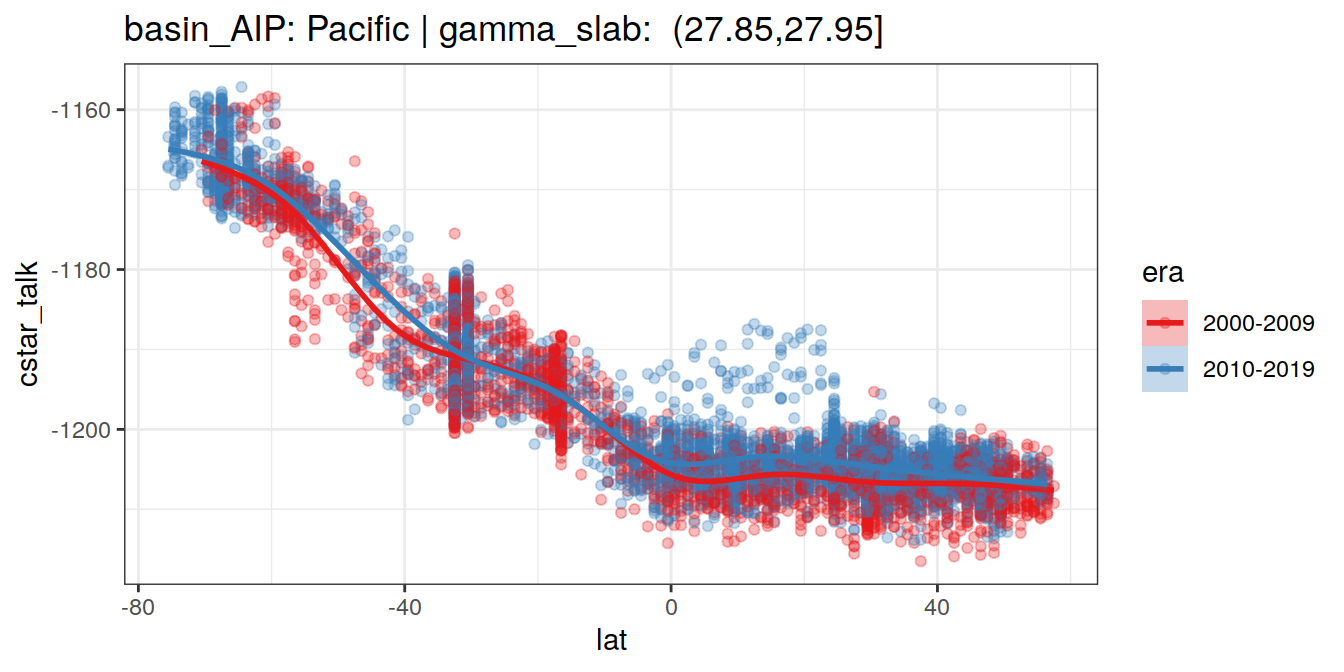 basin_AIP: Pacific | gamma_slab:  (27.85,27.95]
cstar_talk
-1160
-1180
-1200
-80
-40
0
40
lat
era
2000-2009
2010-2019